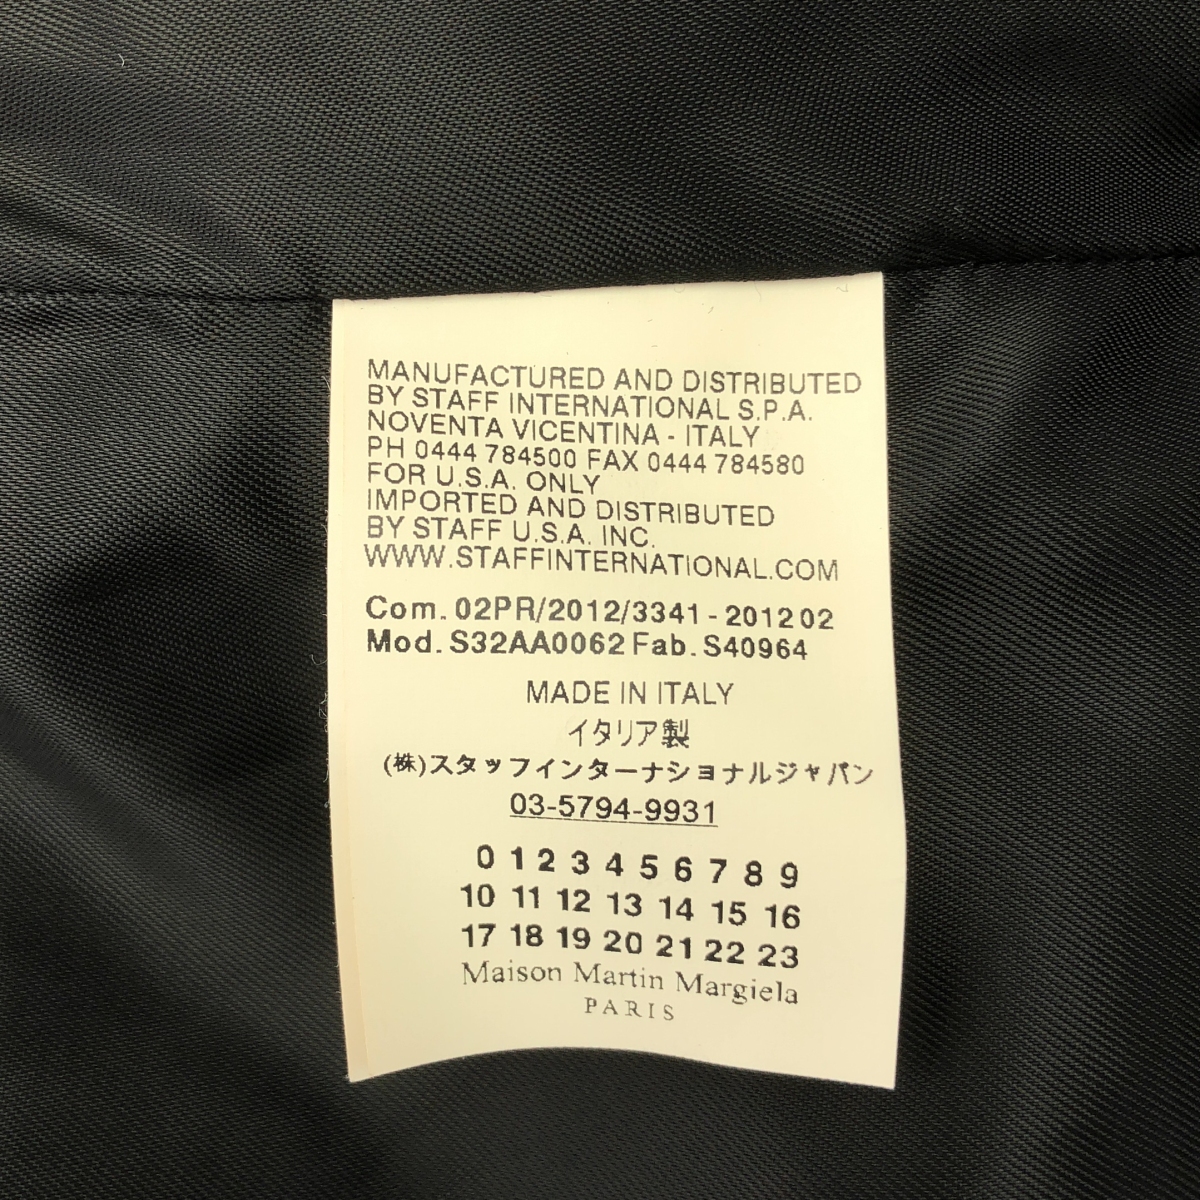 MANUFACTURED AND DISTRIBUTED
BY STAFF INTERNATIONAL S.P.A.
NOVENTA VICENTINA - ITALY
PH 0444 784500 FAX 0444 784580
FOR U.S.A. ONLY
IMPORTED AND DISTRIBUTED
BY STAFF U.S.A. INC.
WWW.STAFFINTERNATIONAL.COM
Com. 02PR/2012/3341 - 2012 02
Mod. S32AA0062 Fab. S40964
MADE IN ITALY
イタリア製
(株)スタッフインターナショナルジャパン
03-5794-9931
0 1 2 3 4 5 6 7 8 9
10 11 12 13 14 15 16
17 18 19 20 21 22 23
Maison Martin Margiela
PARIS